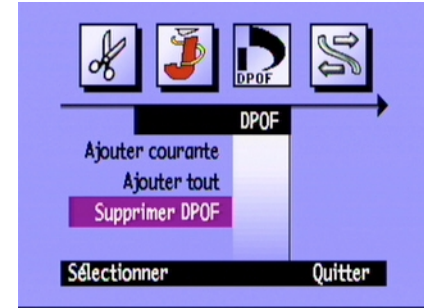 DPOF
DPOF
Ajouter courante
Ajouter tout
Supprimer DPOF
Sélectionner Quitter